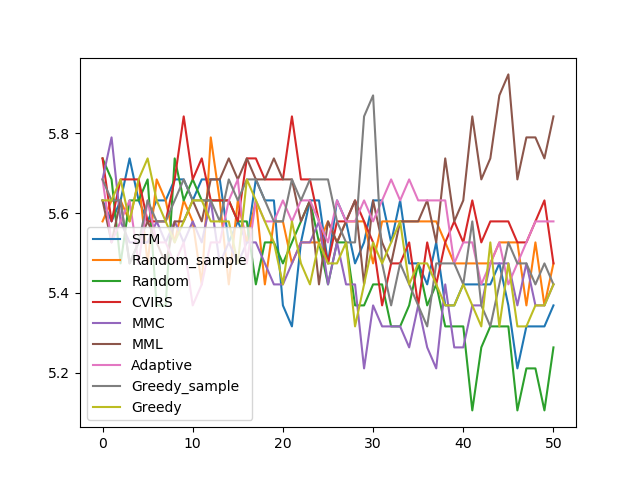 5.8
5.6
5.4
5.2
STM
Random_sample
Random
CVIRS
MMC
MML
Adaptive
Greedy_sample
Greedy
0 10 20 30 40 50